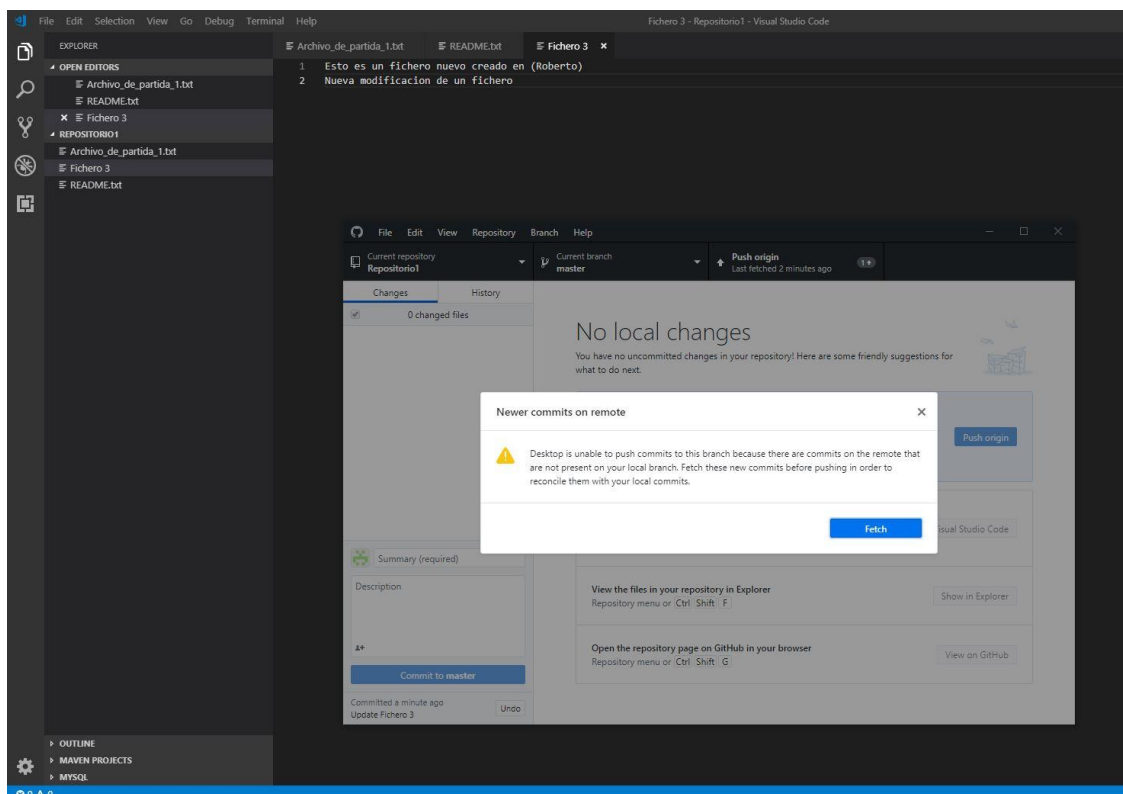 File Edit Selection View Go Debug Terminal Help
Fichero 3 - Repositorio1 - Visual Studio Code
EXPLORER
OPEN EDITORS
Archivo_de_partida_1.txt
README.txt
Fichero 3
REPOSITORIO1
Archivo_de_partida_1.txt
Fichero 3
README.txt
Archivo_de_partida_1.txt README.txt Fichero 3
1 Esto es un fichero nuevo creado en (Roberto)
2 Nueva modificacion de un fichero
File Edit View Repository Branch Help
Current repository
Repositorio1
Current branch
master
Push origin
Last fetched 2 minutes ago
1
Changes History
0 changed files
No local changes
You have no uncommitted changes in your repository! Here are some friendly suggestions for
what to do next.
Push origin
Newer commits on remote
Desktop is unable to push commits to this branch because there are commits on the remote that
are not present on your local branch. Fetch these new commits before pushing in order to
reconcile them with your local commits.
Fetch
Visual Studio Code
View the files in your repository in Explorer
Repository menu or Ctrl Shift F
Show in Explorer
Open the repository page on GitHub in your browser
Repository menu or Ctrl Shift G
View on GitHub
Summary (required)
Description
Commit to master
Committed a minute ago
Update Fichero 3
Undo
OUTLINE
MAVEN PROJECTS
MYSQL